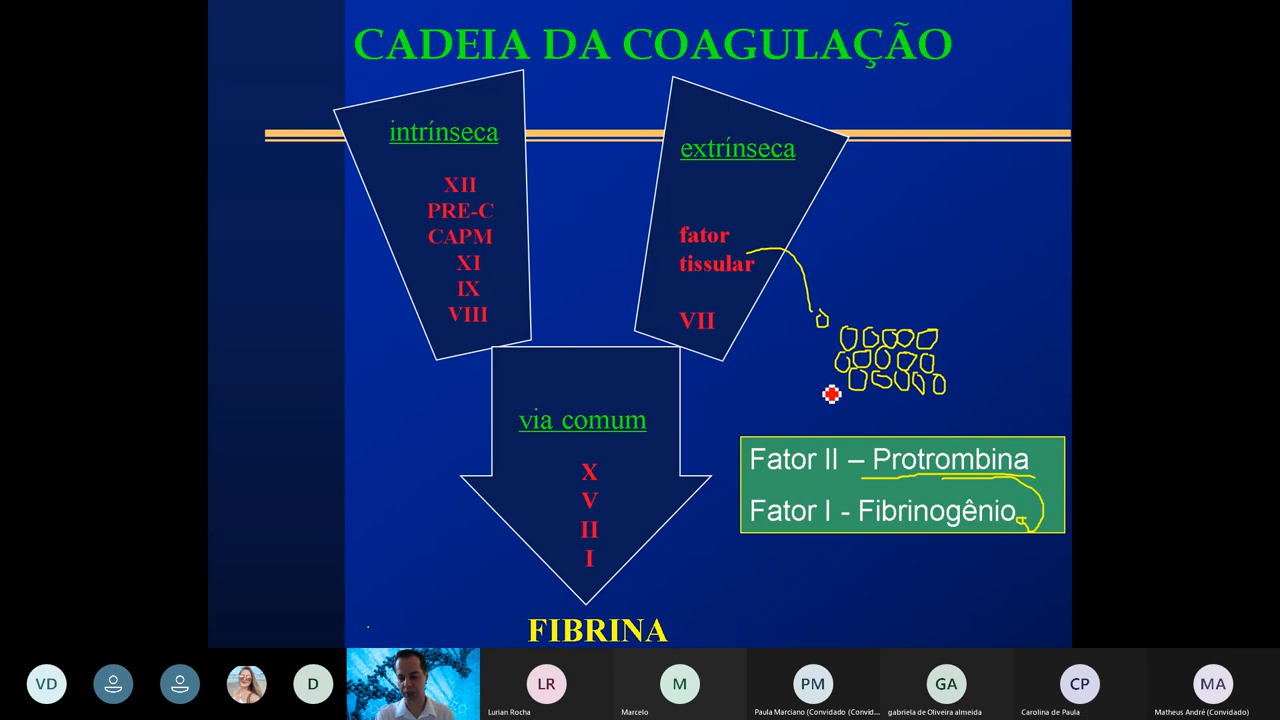 CADEIA DA COAGULAÇÃO
intrínseca
XII
PRE-C
CAPM
XI
IX
VIII
extrínseca
fator
tissular
VII
via comum
X
V
II
I
FIBRINA
Fator II – Protrombina
Fator I - Fibrinogênio
VD
D
LR
Lurian Rocha
M
Marcelo
PM
Paula Marciano (Convidado (Convid...
GA
gabriela de Oliveira almeida
CP
Carolina de Paula
MA
Matheus André (Convidado)